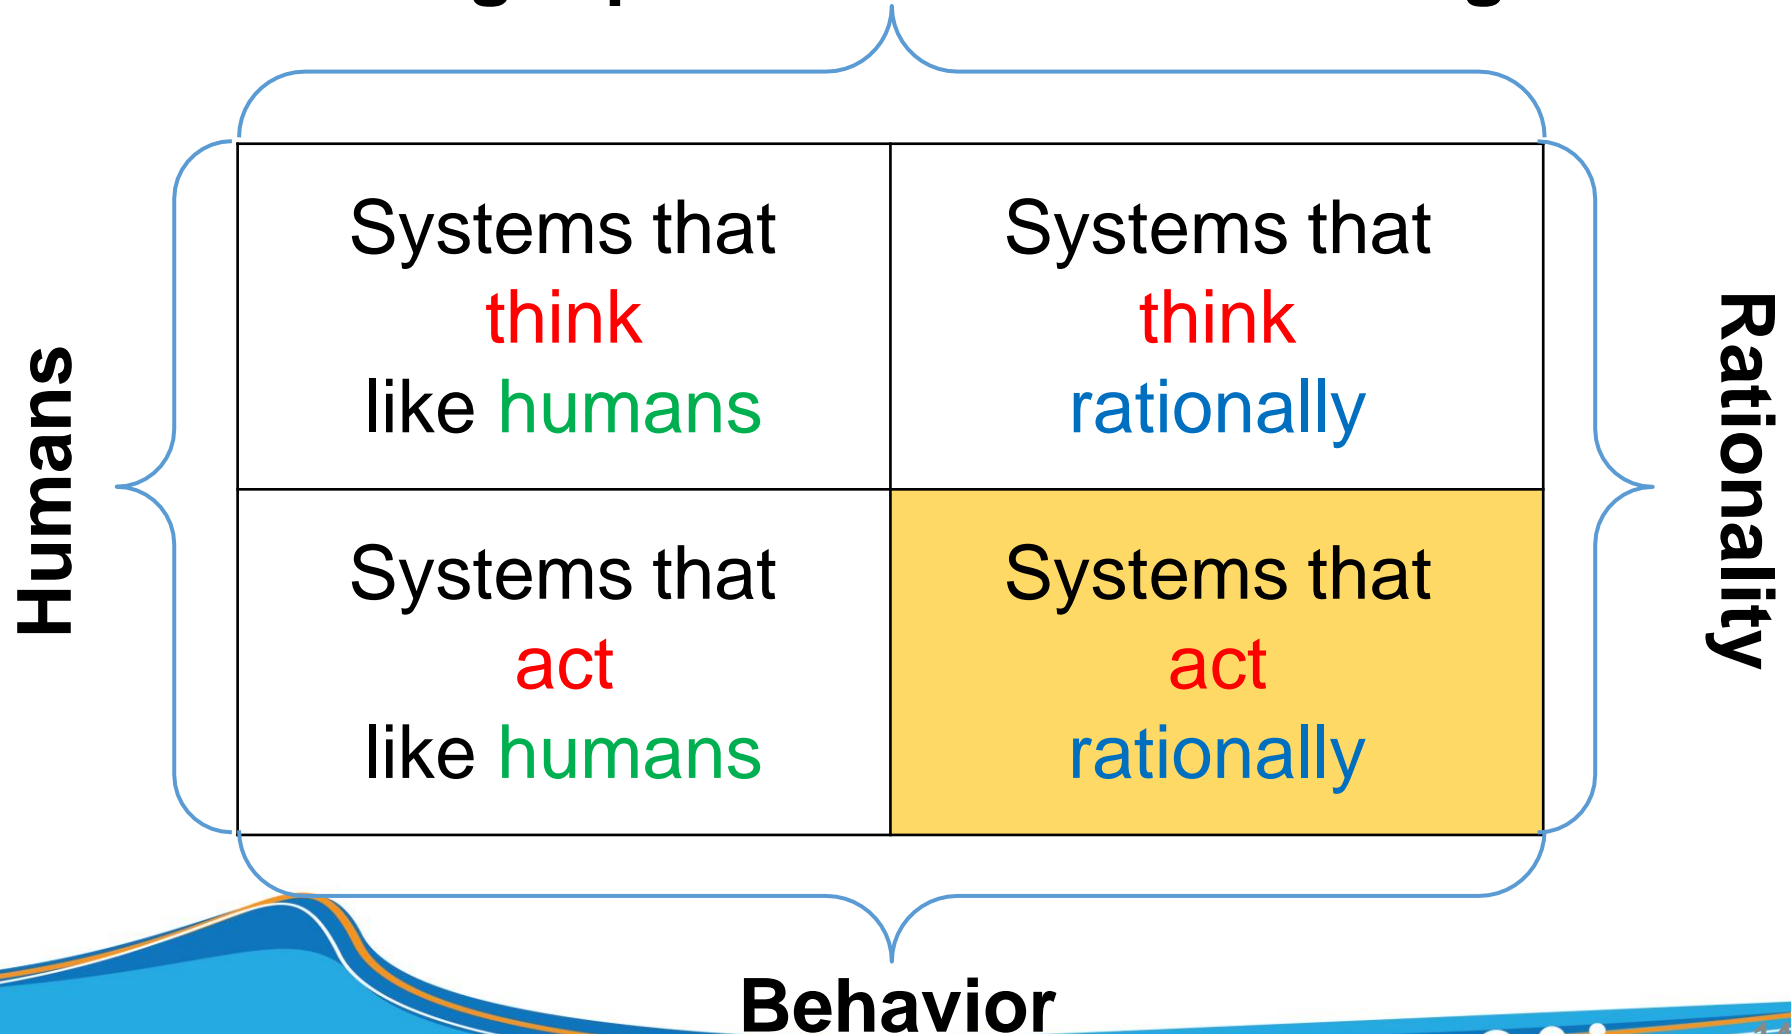 Humans
Systems that
think
like humans
Systems that
think
rationally
Rationality
Systems that
act
like humans
Systems that
act
rationally
Behavior